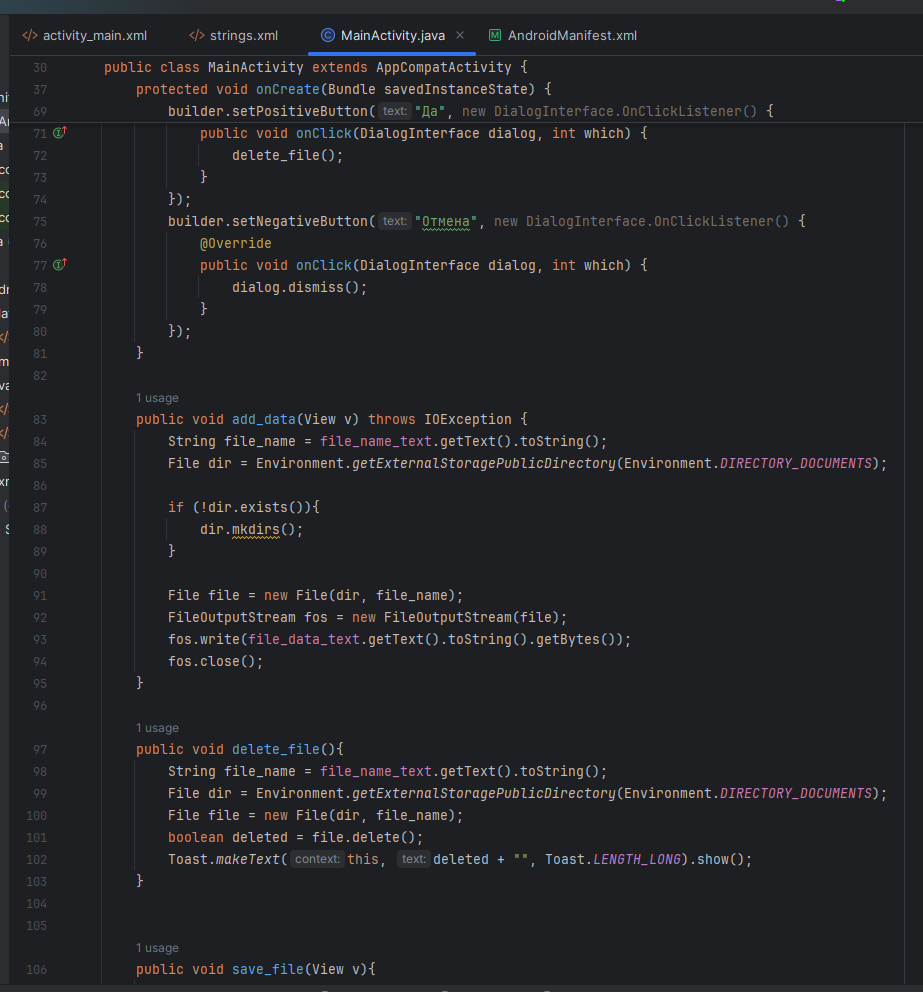 activity_main.xml strings.xml MainActivity.java AndroidManifest.xml
30 public class MainActivity extends AppCompatActivity {
37 protected void onCreate(Bundle savedInstanceState) {
69 builder.setPositiveButton( text: "Да", new DialogInterface.OnClickListener() {
71 public void onClick(DialogInterface dialog, int which) {
72 delete_file();
73 }
74 });
75 builder.setNegativeButton( text: "Отмена", new DialogInterface.OnClickListener() {
76 @Override
77 public void onClick(DialogInterface dialog, int which) {
78 dialog.dismiss();
79 }
80 });
81 }
82
1 usage
83 public void add_data(View v) throws IOException {
84 String file_name = file_name_text.getText().toString();
85 File dir = Environment.getExternalStoragePublicDirectory(Environment.DIRECTORY_DOCUMENTS);
86
87 if (!dir.exists()){
88 dir.mkdirs();
89 }
90
91 File file = new File(dir, file_name);
92 FileOutputStream fos = new FileOutputStream(file);
93 fos.write(file_data_text.getText().toString().getBytes());
94 fos.close();
95 }
96
1 usage
97 public void delete_file(){
98 String file_name = file_name_text.getText().toString();
99 File dir = Environment.getExternalStoragePublicDirectory(Environment.DIRECTORY_DOCUMENTS);
100 File file = new File(dir, file_name);
101 boolean deleted = file.delete();
102 Toast.makeText( context: this, text: deleted + "", Toast.LENGTH_LONG).show();
103 }
104
105
1 usage
106 public void save_file(View v){